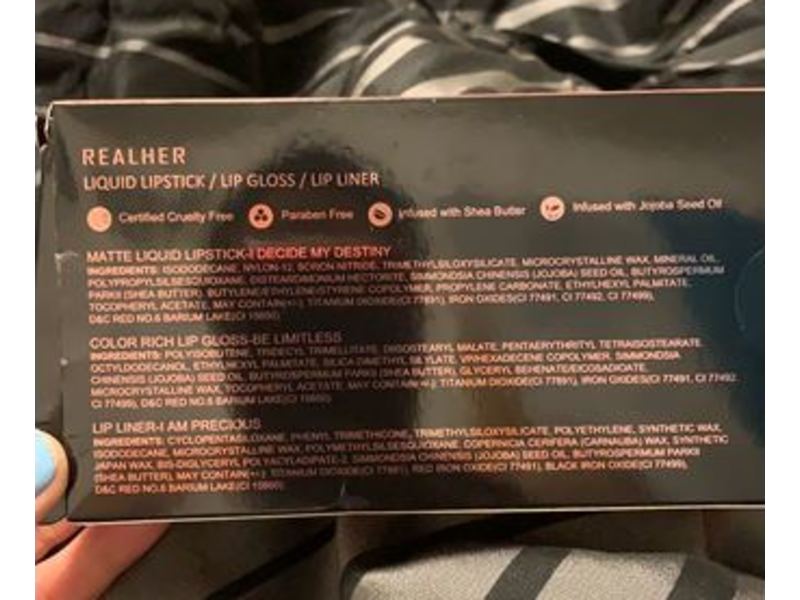 REALHER
LIQUID LIPSTICK / LIP GLOSS / LIP LINER
Certified Cruelty Free Paraben Free Infused with Shea Butter Infused with Jojoba Seed Oil
MATTE LIQUID LIPSTICK-I DECIDE MY DESTINY
INGREDIENTS: ISODODECANE, NYLON-12, BORON NITRIDE, TRIMETHYLSILOXYSILICATE, MICROCRYSTALLINE WAX, MINERAL OIL,
POLYPROPYLSILSESQUIOXANE, DISTEARDIMONIUM HECTORITE, SIMMONDSIA CHINENSIS (JOJOBA) SEED OIL, BUTYROSPERMUM
PARKII (SHEA BUTTER), BUTYLENE/ETHYLENE/STYRENE COPOLYMER, PROPYLENE CARBONATE, ETHYLHEXYL PALMITATE,
TOCOPHERYL ACETATE, MAY CONTAIN(+/-): TITANIUM DIOXIDE(CI 77891), IRON OXIDES(CI 77491, CI 77492, CI 77499),
D&C RED NO.6 BARIUM LAKE(CI 15850)
COLOR RICH LIP GLOSS-BE LIMITLESS
INGREDIENTS: POLYISOBUTENE, TRIDECYL TRIMELLITATE, DIISOSTEARYL MALATE, PENTAERYTHRITYL TETRAISOSTEARATE,
OCTYLDODECANOL, ETHYLHEXYL PALMITATE, SILICA DIMETHYL SILYLATE, VP/HEXADECENE COPOLYMER, SIMMONDSIA
CHINENSIS (JOJOBA) SEED OIL, BUTYROSPERMUM PARKII (SHEA BUTTER), GLYCERYL BEHENATE/EICOSADIOATE,
MICROCRYSTALLINE WAX, TOCOPHERYL ACETATE, MAY CONTAIN(+/-): TITANIUM DIOXIDE(CI 77891), IRON OXIDES(CI 77491, CI 77492,
CI 77499), D&C RED NO.6 BARIUM LAKE(CI 15850)
LIP LINER-I AM PRECIOUS
INGREDIENTS: CYCLOPENTASILOXANE, PHENYL TRIMETHICONE, TRIMETHYLSILOXYSILICATE, POLYETHYLENE, SYNTHETIC WAX,
ISODODECANE, MICROCRYSTALLINE WAX, POLYMETHYLSILSESQUIOXANE, COPERNICIA CERIFERA (CARNAUBA) WAX, SYNTHETIC
JAPAN WAX, BIS-DIGLYCERYL POLYACYLADIPATE-2, SIMMONDSIA CHINENSIS (JOJOBA) SEED OIL, BUTYROSPERMUM PARKII
(SHEA BUTTER), MAY CONTAIN(+/-): TITANIUM DIOXIDE(CI 77891), RED IRON OXIDE(CI 77491), BLACK IRON OXIDE(CI 77499),
D&C RED NO.6 BARIUM LAKE(CI 15850)